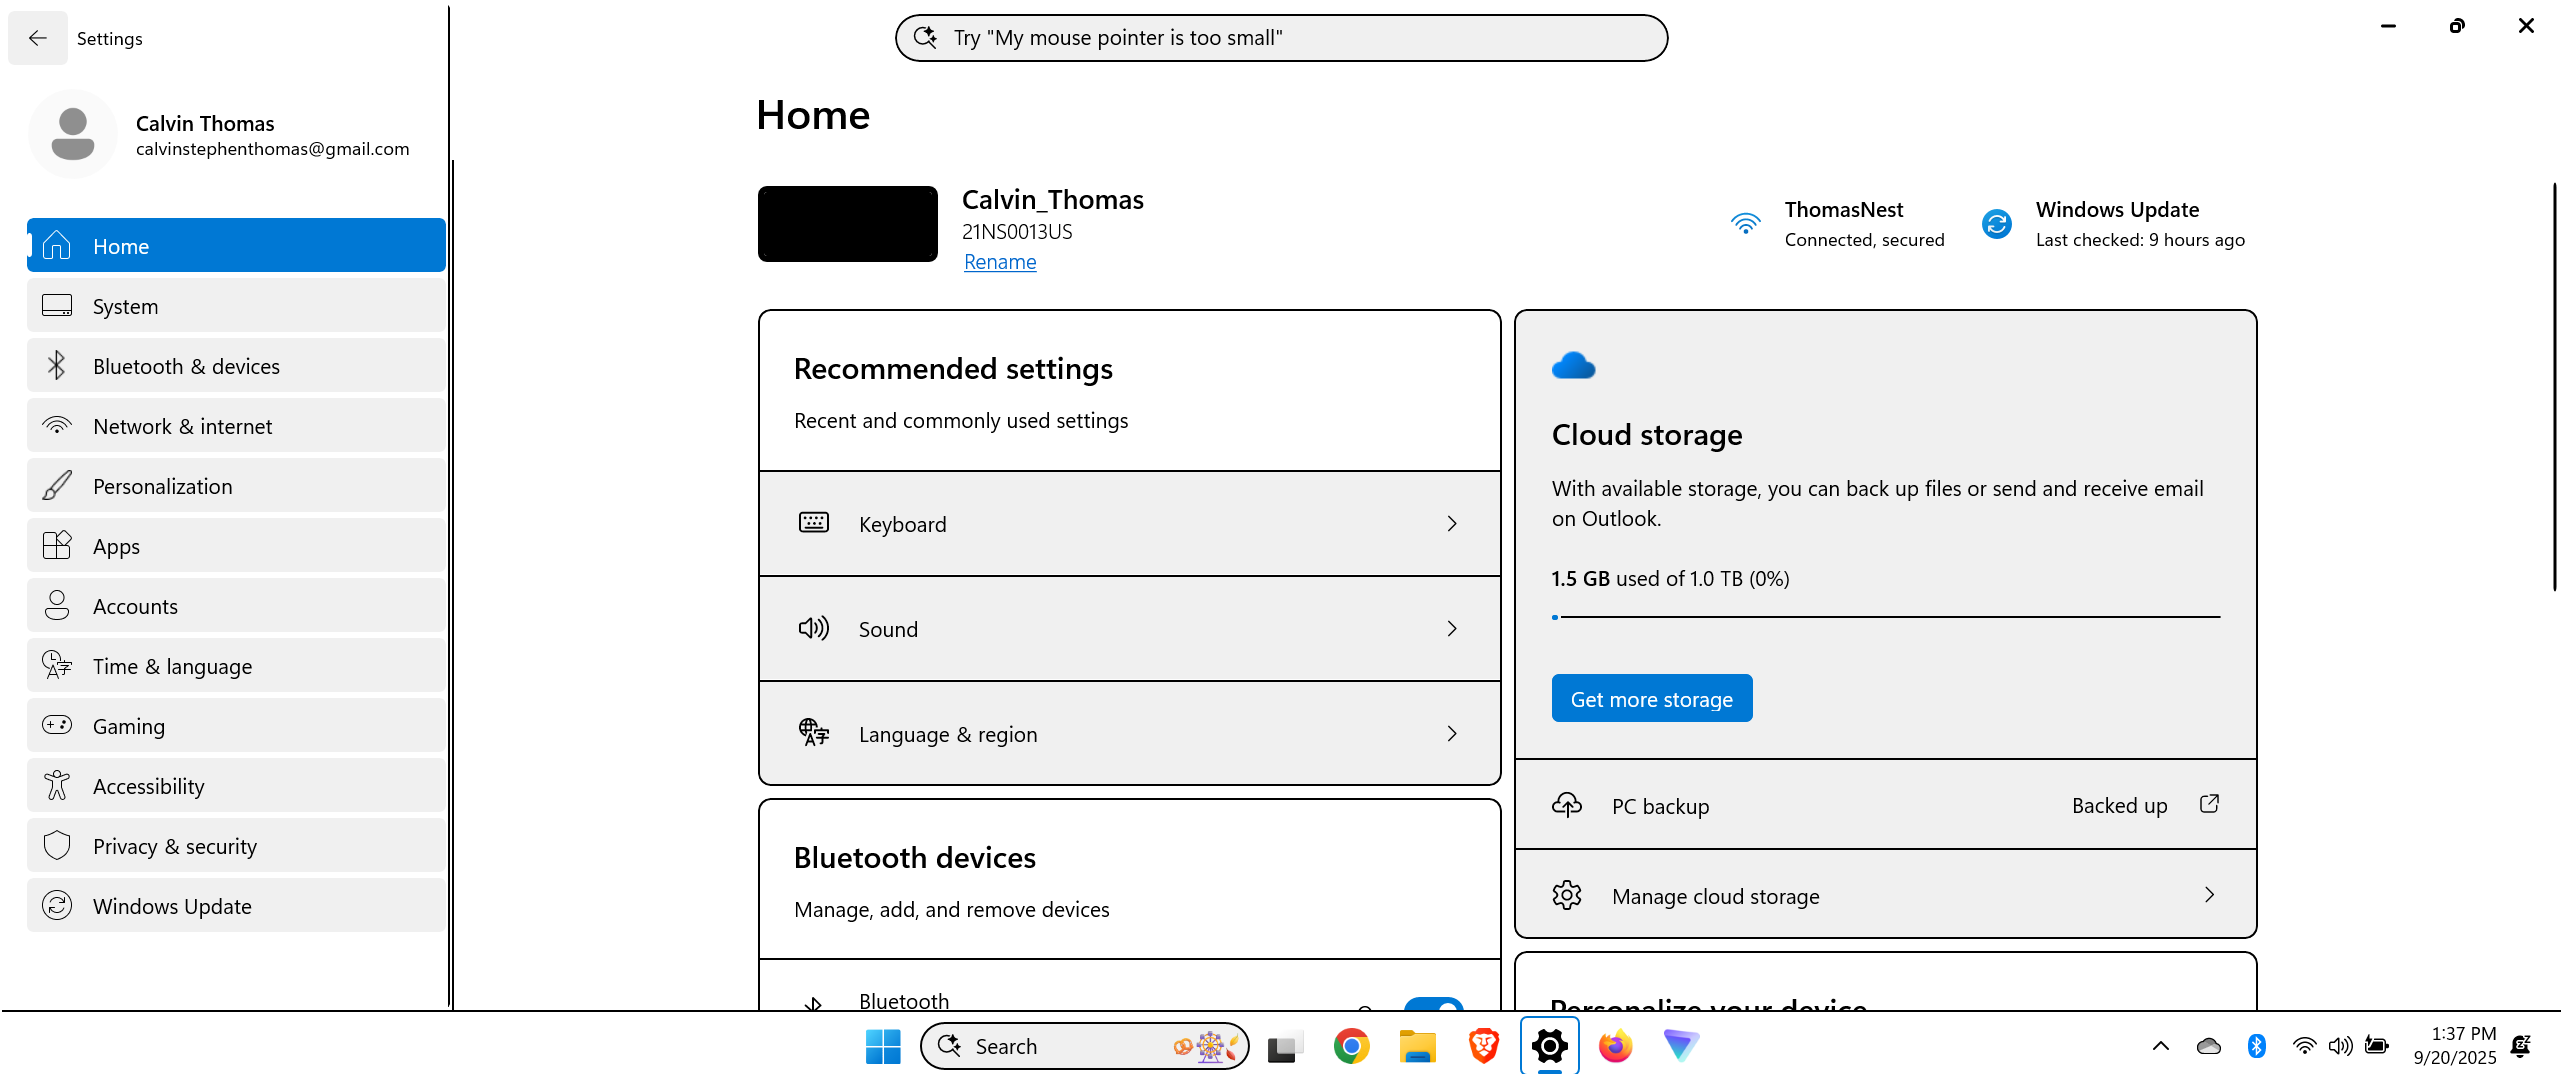 Settings
Try "My mouse pointer is too small"
Calvin Thomas
calvinstephenthomas@gmail.com
Home
System
Bluetooth & devices
Network & internet
Personalization
Apps
Accounts
Time & language
Gaming
Accessibility
Privacy & security
Windows Update
Home
Calvin_Thomas
21NS0013US
Rename
ThomasNest
Connected, secured
Windows Update
Last checked: 9 hours ago
Recommended settings
Recent and commonly used settings
Keyboard
Sound
Language & region
Bluetooth devices
Manage, add, and remove devices
Bluetooth
Cloud storage
With available storage, you can back up files or send and receive email
on Outlook.
1.5 GB used of 1.0 TB (0%)
Get more storage
PC backup
Backed up
Manage cloud storage
Personalize your device
Search
1:37 PM
9/20/2025